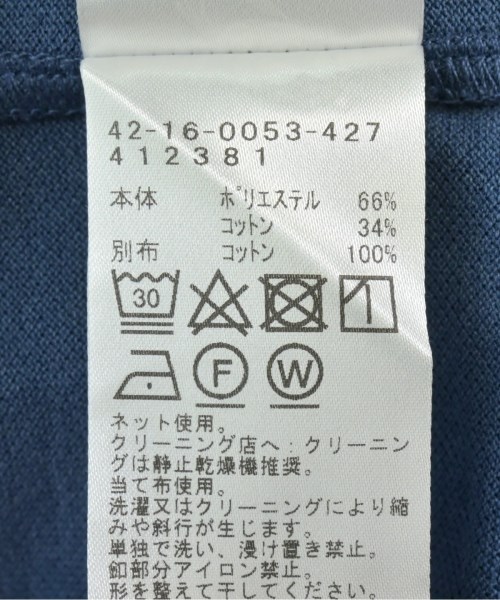 42-16-0053-427
412381
本体 ポリエステル 66%
コットン 34%
別布 コットン 100%
30
F W
ネット使用。
クリーニング店へ:クリーニン
グは静止乾燥機推奨。
当て布使用。
洗濯又はクリーニングにより縮
みや斜行が生じます。
単独で洗い、浸け置き禁止。
釦部分アイロン禁止。
形を整えて干してください。